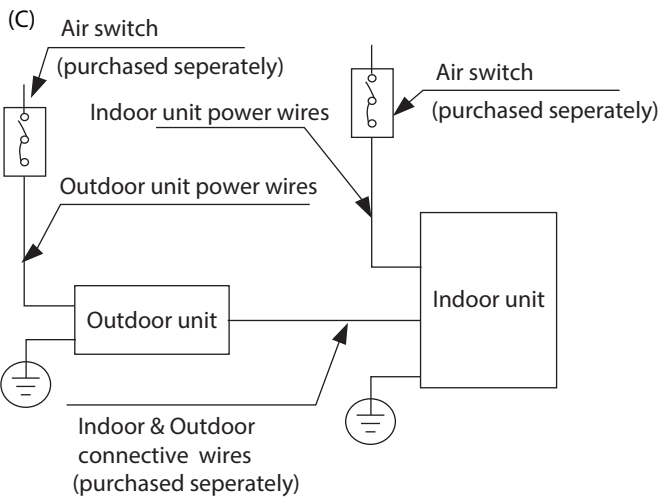 (C)
Air switch
(purchased seperately)
Air switch
(purchased seperately)
Indoor unit power wires
Outdoor unit power wires
Outdoor unit
Indoor unit
Indoor & Outdoor
connective wires
(purchased seperately)